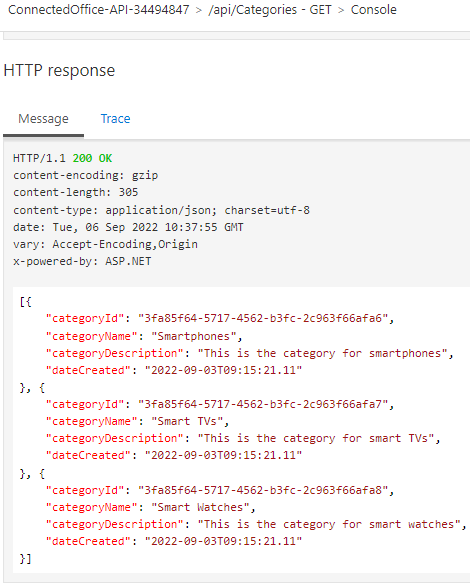 ConnectedOffice-API-34494847 > /api/Categories - GET > Console
HTTP response
Message Trace
HTTP/1.1 200 OK
content-encoding: gzip
content-length: 305
content-type: application/json; charset=utf-8
date: Tue, 06 Sep 2022 10:37:55 GMT
vary: Accept-Encoding,Origin
x-powered-by: ASP.NET
[{
    "categoryId": "3fa85f64-5717-4562-b3fc-2c963f66afa6",
    "categoryName": "Smartphones",
    "categoryDescription": "This is the category for smartphones",
    "dateCreated": "2022-09-03T09:15:21.11"
}, {
    "categoryId": "3fa85f64-5717-4562-b3fc-2c963f66afa7",
    "categoryName": "Smart TVs",
    "categoryDescription": "This is the category for smart TVs",
    "dateCreated": "2022-09-03T09:15:21.11"
}, {
    "categoryId": "3fa85f64-5717-4562-b3fc-2c963f66afa8",
    "categoryName": "Smart Watches",
    "categoryDescription": "This is the category for smart watches",
    "dateCreated": "2022-09-03T09:15:21.11"
}]